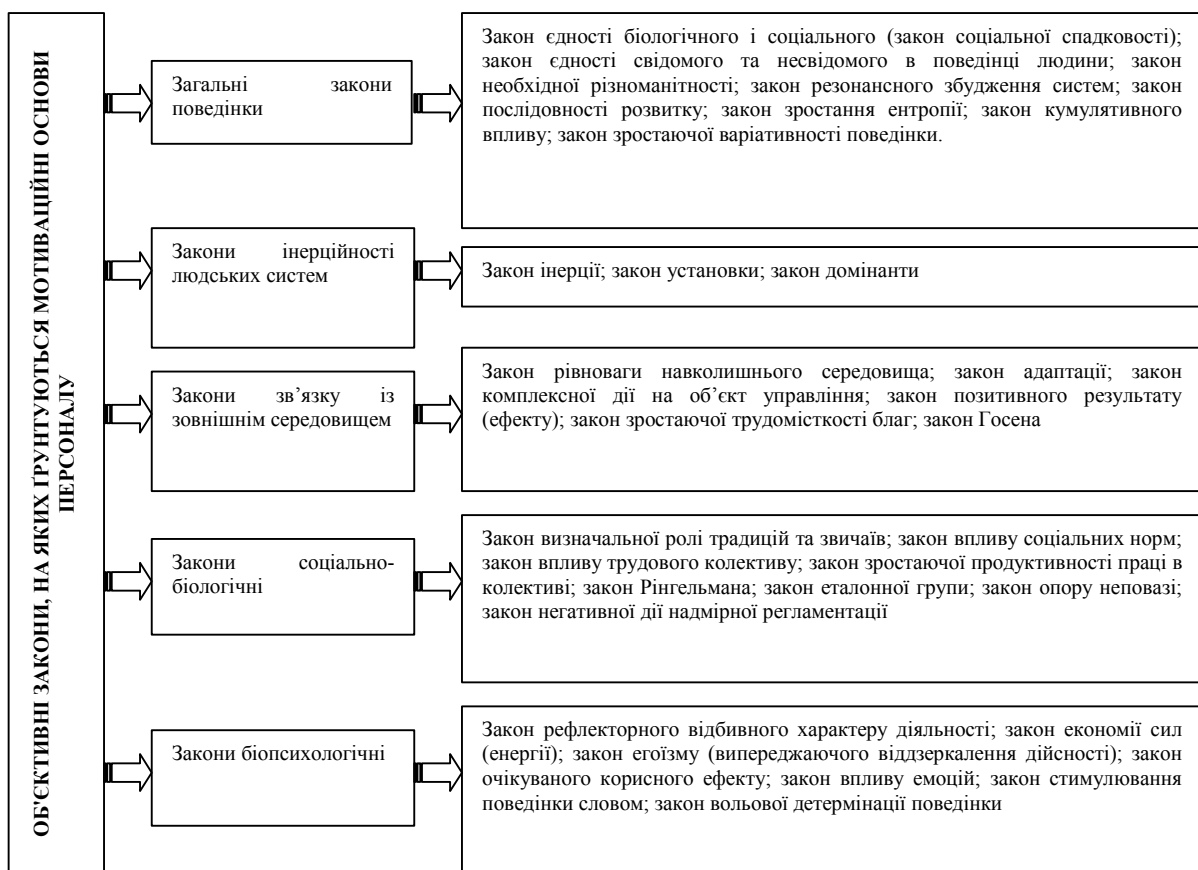 ОБ'ЄКТИВНІ ЗАКОНИ, НА ЯКИХ ҐРУНТУЮТЬСЯ МОТИВАЦІЙНІ ОСНОВИ
ПЕРСОНАЛУ
Загальні закони
поведінки
Закон єдності біологічного і соціального (закон соціальної спадковості);
закон єдності свідомого та несвідомого в поведінці людини; закон
необхідної різноманітності; закон резонансного збудження систем; закон
послідовності розвитку; закон зростання ентропії; закон кумулятивного
впливу; закон зростаючої варіативності поведінки.
Закони інерційності
людських систем
Закон інерції; закон установки; закон домінанти
Закони зв’язку із
зовнішнім середовищем
Закон рівноваги навколишнього середовища; закон адаптації; закон
комплексної дії на об’єкт управління; закон позитивного результату
(ефекту); закон зростаючої трудомісткості благ; закон Госена
Закони соціально-
біологічні
Закон визначальної ролі традицій та звичаїв; закон впливу соціальних норм;
закон впливу трудового колективу; закон зростаючої продуктивності праці в
колективі; закон Рінгельмана; закон еталонної групи; закон опору неповазі;
закон негативної дії надмірної регламентації
Закони біопсихологічні
Закон рефлекторного відбивного характеру діяльності; закон економії сил
(енергії); закон егоїзму (випереджаючого віддзеркалення дійсності); закон
очікуваного корисного ефекту; закон впливу емоцій; закон стимулювання
поведінки словом; закон вольової детермінації поведінки